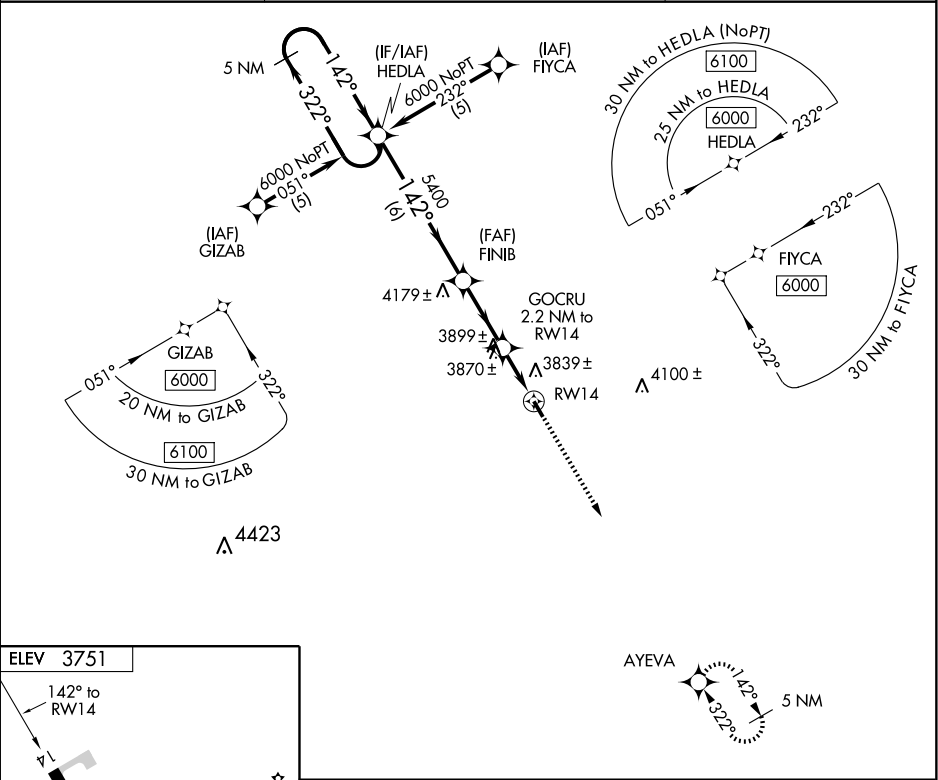 5 NM
142°
322°
(IF/IAF)
HEDLA
(IAF)
FIYCA
6000 NoPT
232°
(5)
6000 NoPT
051°
(5)
(IAF)
GIZAB
142°
5400
(6)
(FAF)
FINIB
4179 ±
GOCRU
2.2 NM to
RW14
3899 ±
3870 ±
3839 ±
RW14
4100 ±
30 NM to HEDLA (NoPT)
6100
25 NM to HEDLA
6000
HEDLA
232°
051°
232°
FIYCA
6000
322°
30 NM to FIYCA
GIZAB
6000
051°
322°
20 NM to GIZAB
6100
30 NM to GIZAB
4423
AYEVA
142°
322°
5 NM
ELEV 3751
142° to
RW14
14